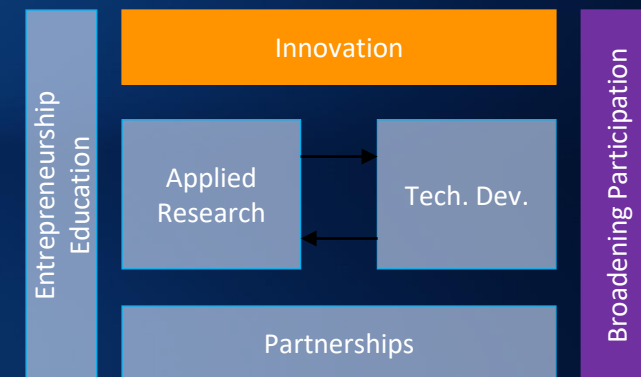 Entrepreneurship
Education
Innovation
Applied
Research
Tech. Dev.
Partnerships
Broadening Participation